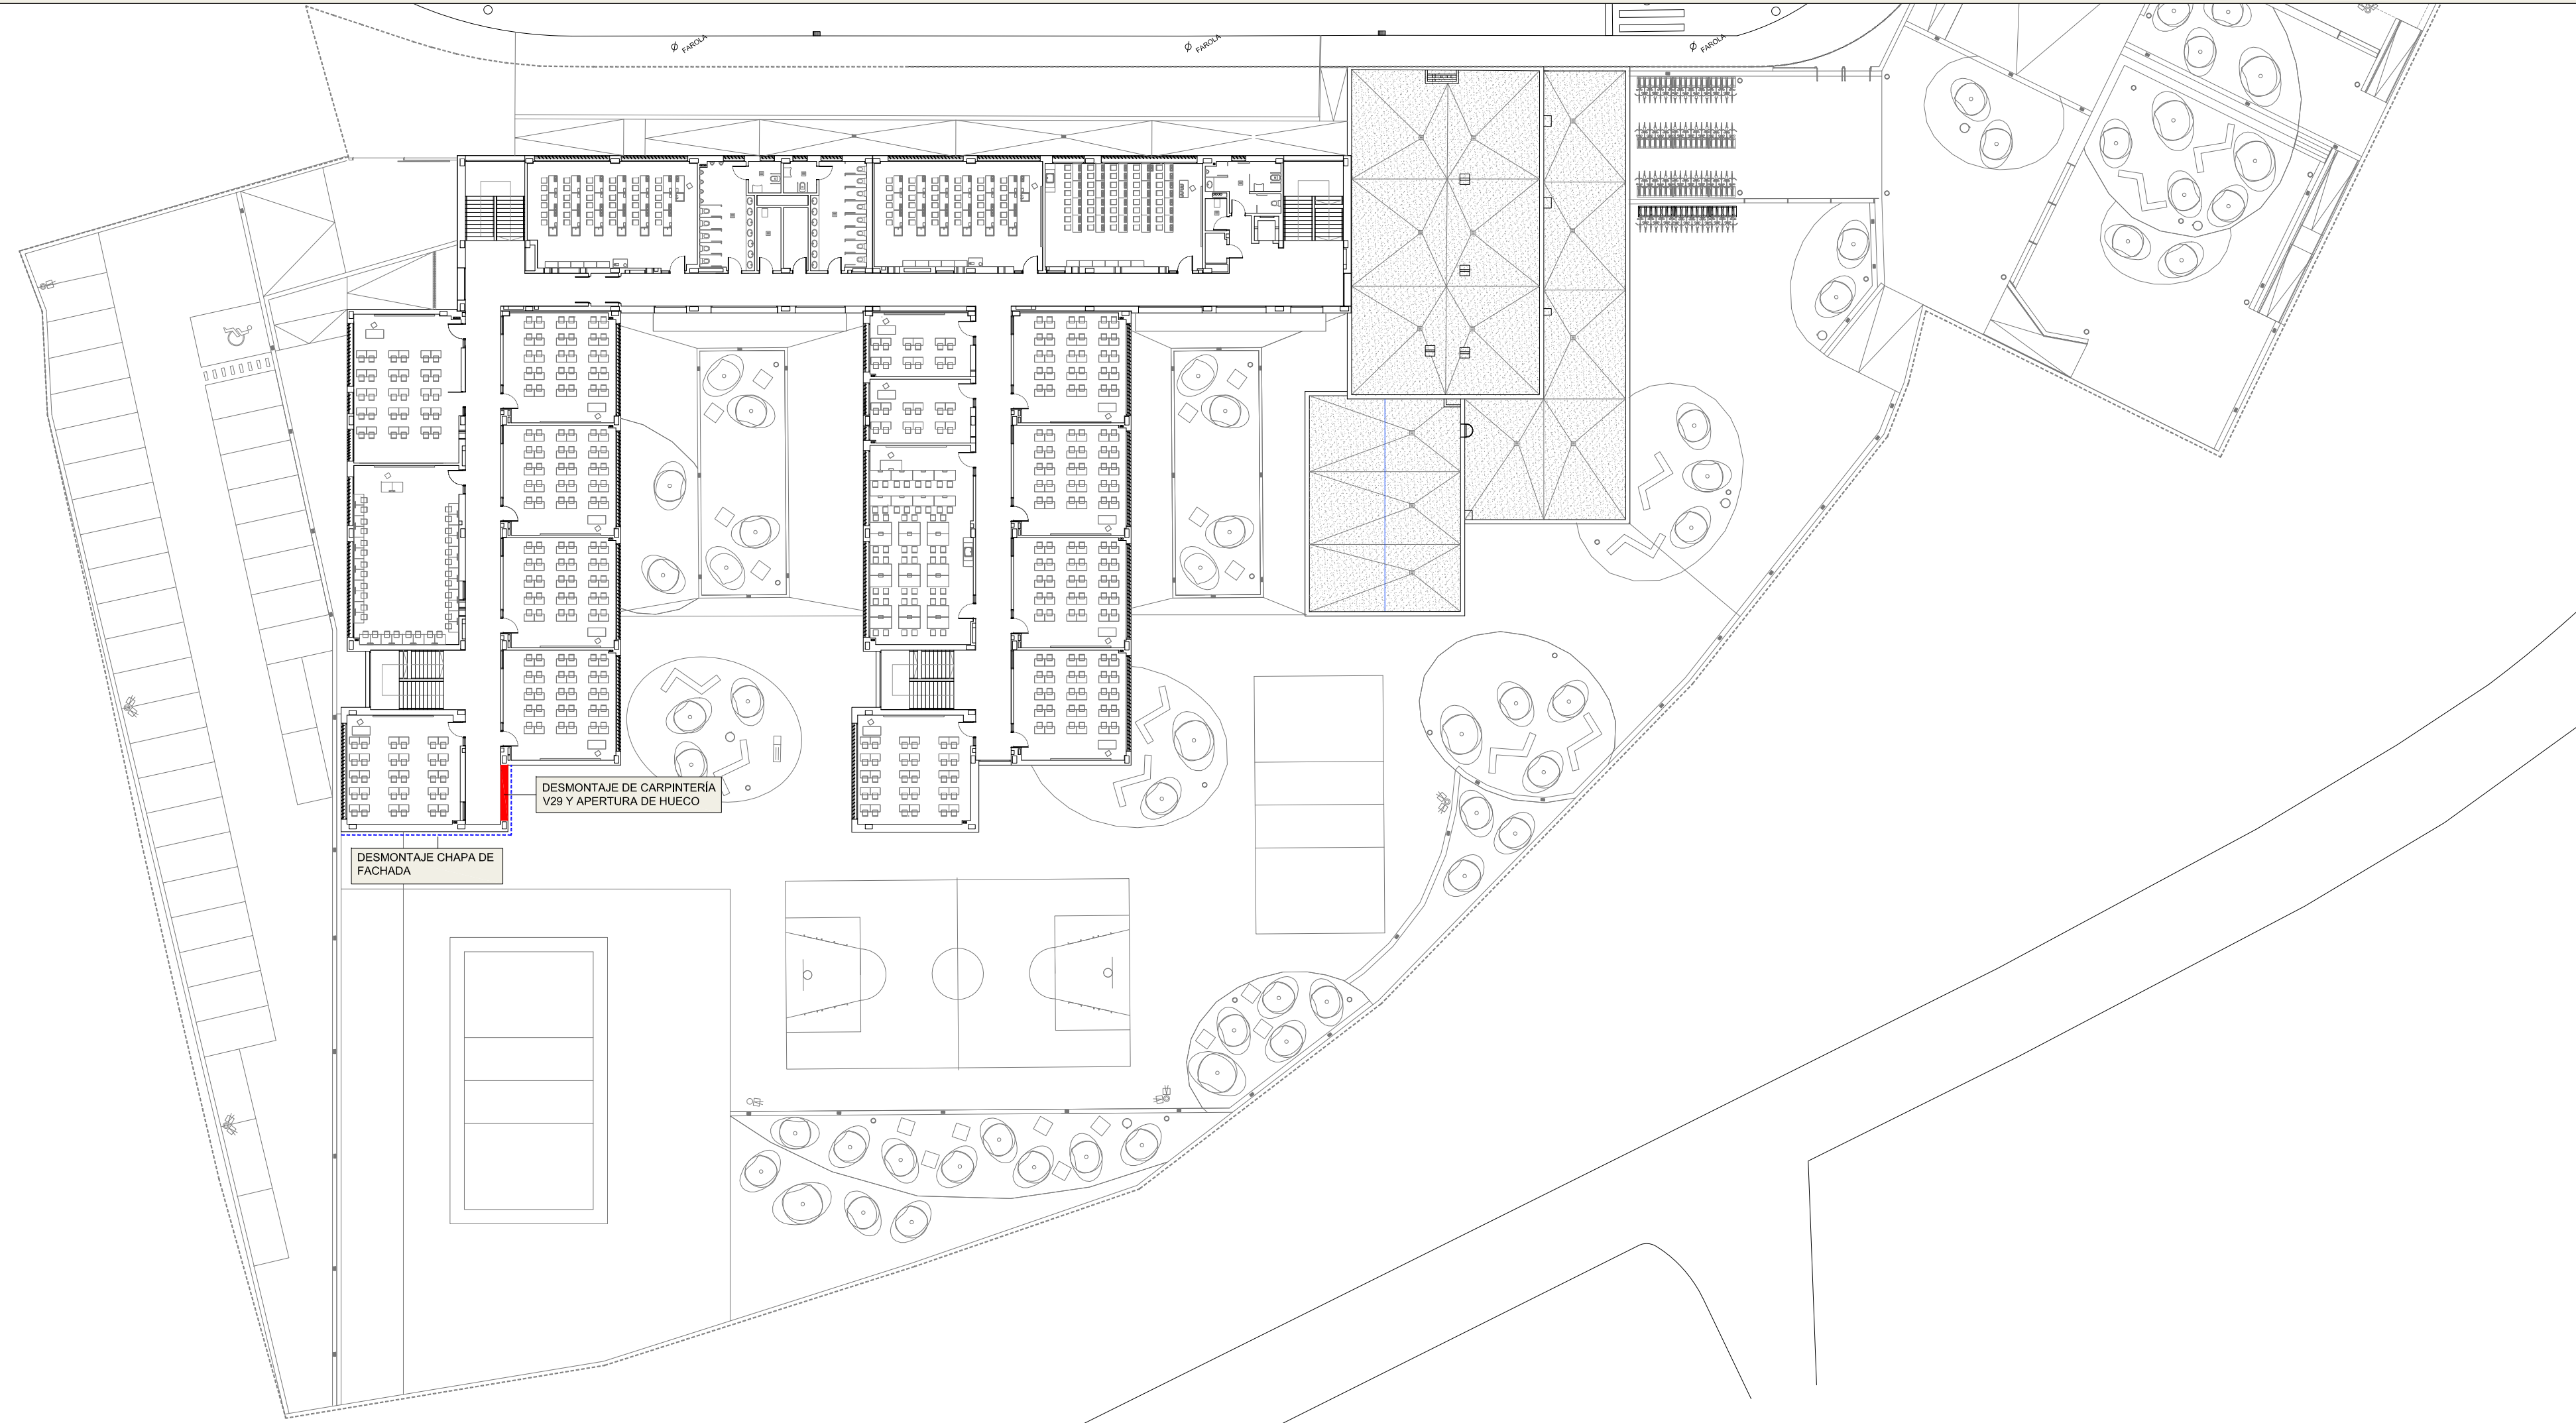 FAROLA
FAROLA
FAROLA
DESMONTAJE DE CARPINTERÍA
V29 Y APERTURA DE HUECO
DESMONTAJE CHAPA DE
FACHADA